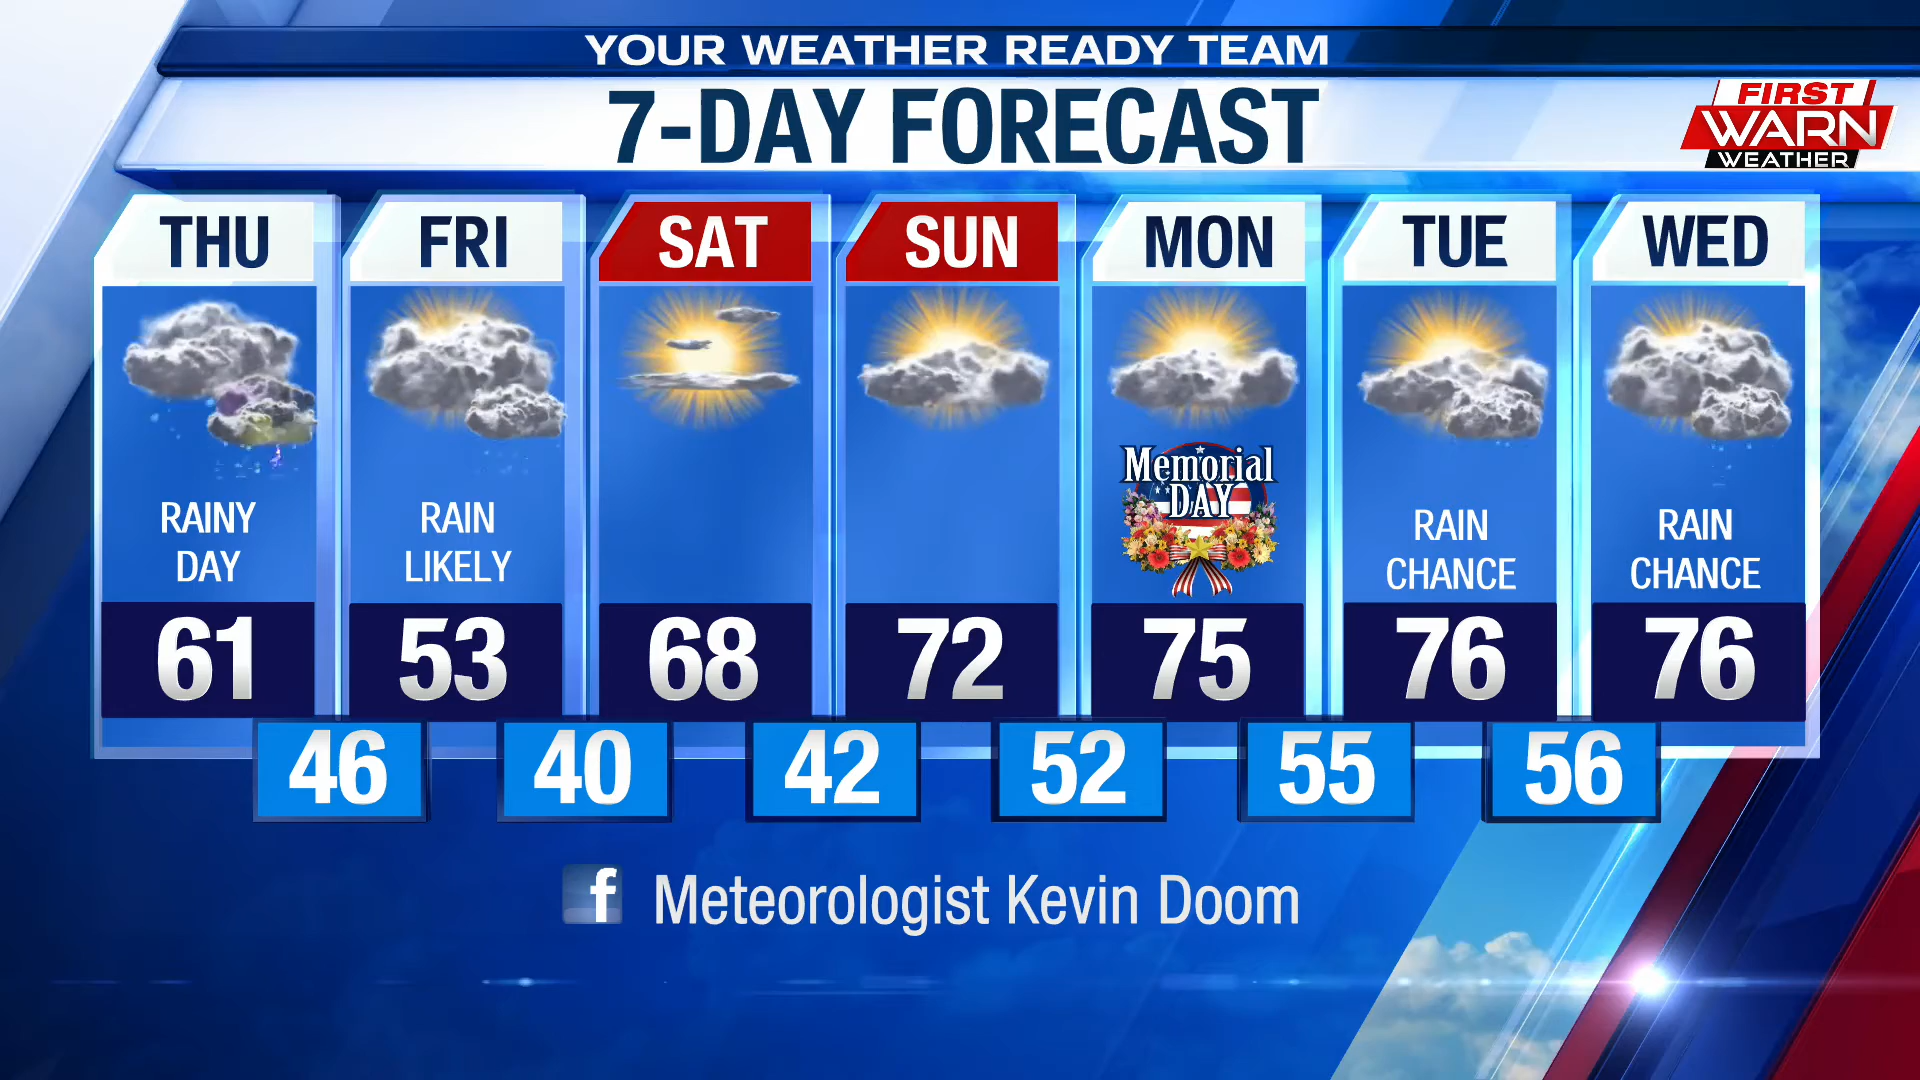 YOUR WEATHER READY TEAM
7-DAY FORECAST
FIRST
WARN
WEATHER
THU
FRI
SAT
SUN
MON
TUE
WED
Memorial
DAY
RAINY
DAY
RAIN
LIKELY
RAIN
CHANCE
RAIN
CHANCE
61
53
68
72
75
76
76
46
40
42
52
55
56
f Meteorologist Kevin Doom